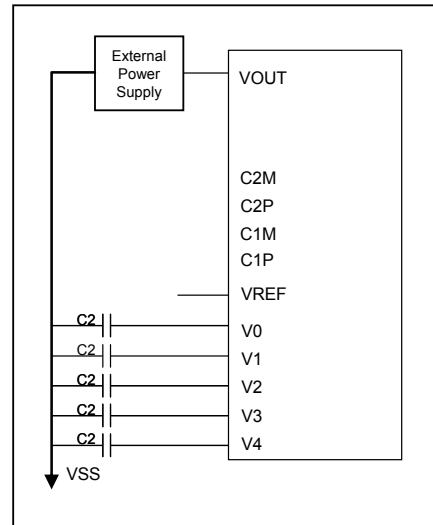 External
Power
Supply
VOUT
C2M
C2P
C1M
C1P
VREF
C2
V0
C2
V1
C2
V2
C2
V3
C2
V4
VSS